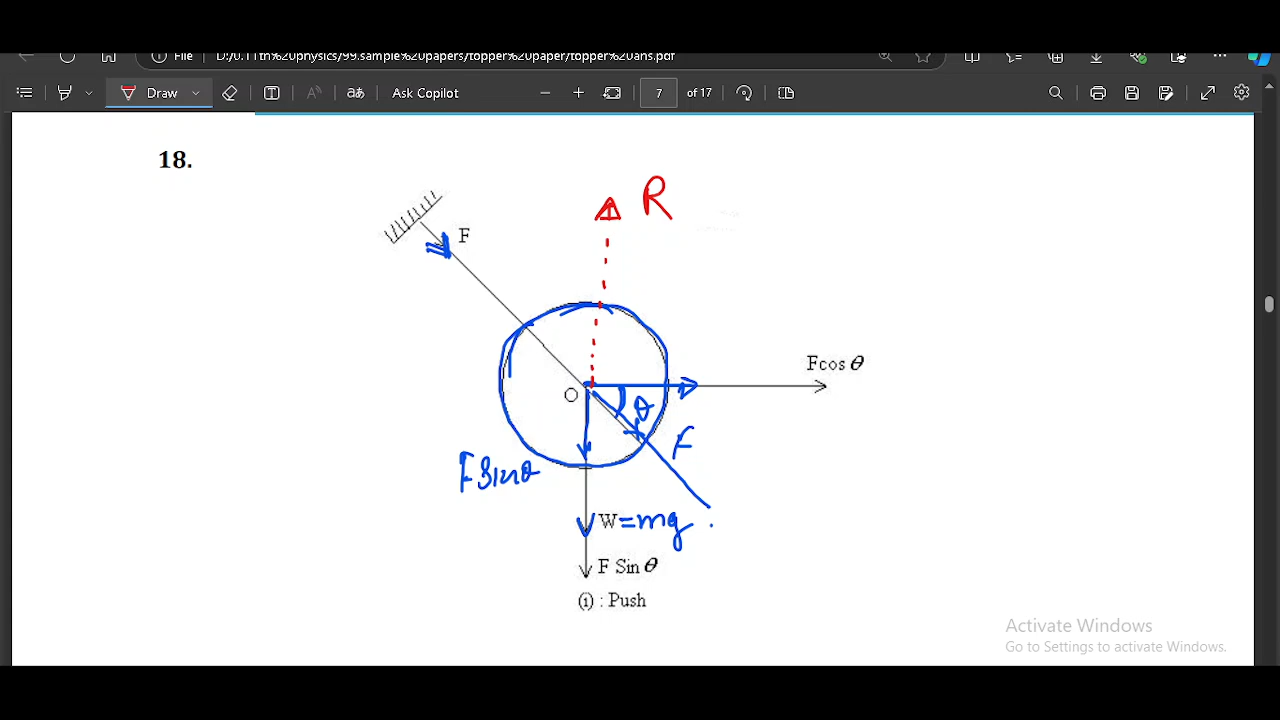 File D:/0.11th%20physics/99.sample%20papers/topper%20paper/topper%20ans.pdf
Draw Ask Copilot 7 of 17
18.
R
F
Fcos θ
O
θ
F
F Sinθ
W=mg
F Sin θ
(i) : Push
Activate Windows
Go to Settings to activate Windows.